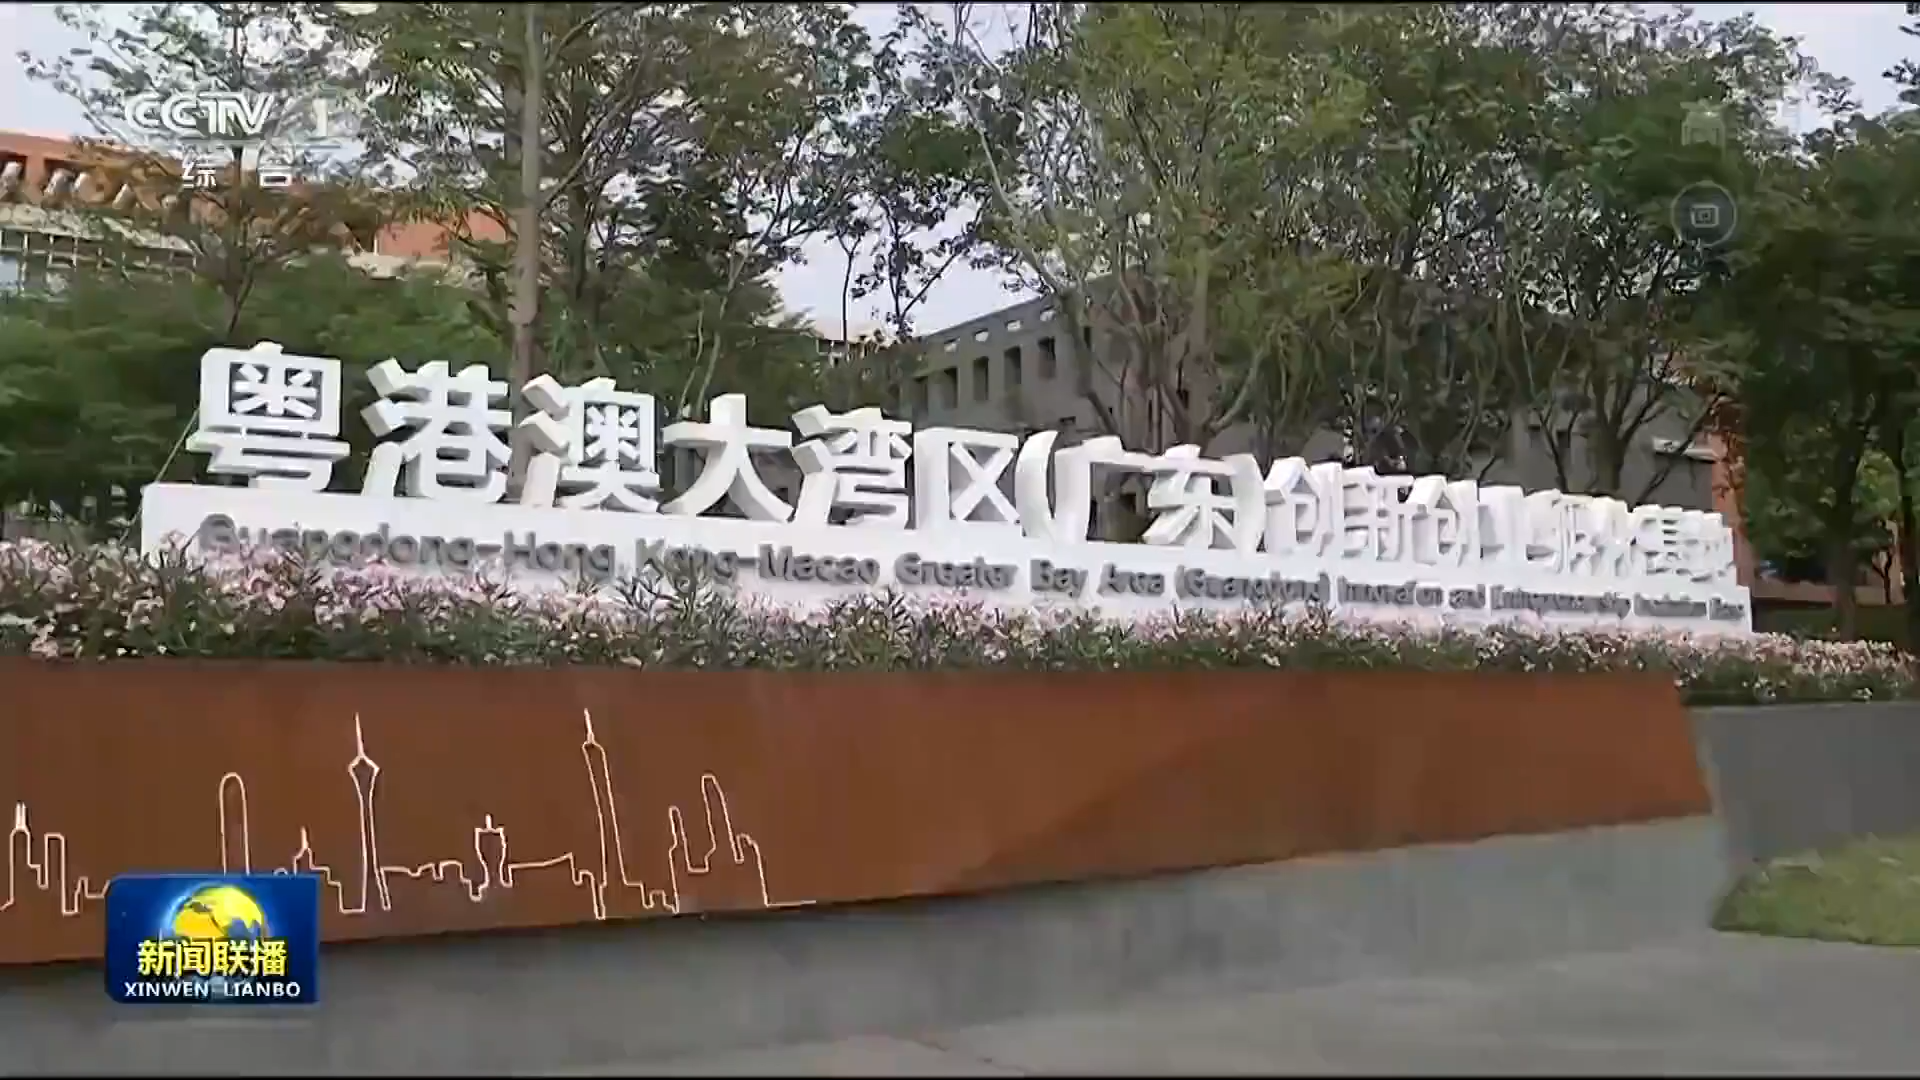 CCTV 1
综合
粤港澳大湾区(广东)创新创业孵化基地
Guangdong-Hong Kong-Macao Greater Bay Area (Guangdong) Innovation and Entrepreneurship Incubation Base
新闻联播
XINWEN LIANBO